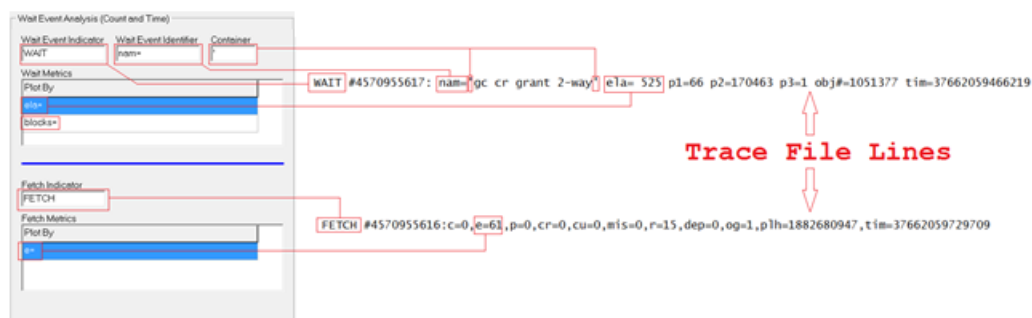 Wait Event Analysis (Count and Time)
Wait Event Indicator Wait Event Identifier Container
WAIT nam= '
Wait Metrics
Plot By
ela=
blocks=
WAIT #4570955617: nam='gc cr grant 2-way' ela= 525 p1=66 p2=170463 p3=1 obj#=1051377 tim=37662059466219
Trace File Lines
Fetch Indicator
FETCH
Fetch Metrics
Plot By
e=
FETCH #4570955616:c=0,e=61,p=0,cr=0,cu=0,mis=0,r=15,dep=0,og=1,plh=1882680947,tim=37662059729709